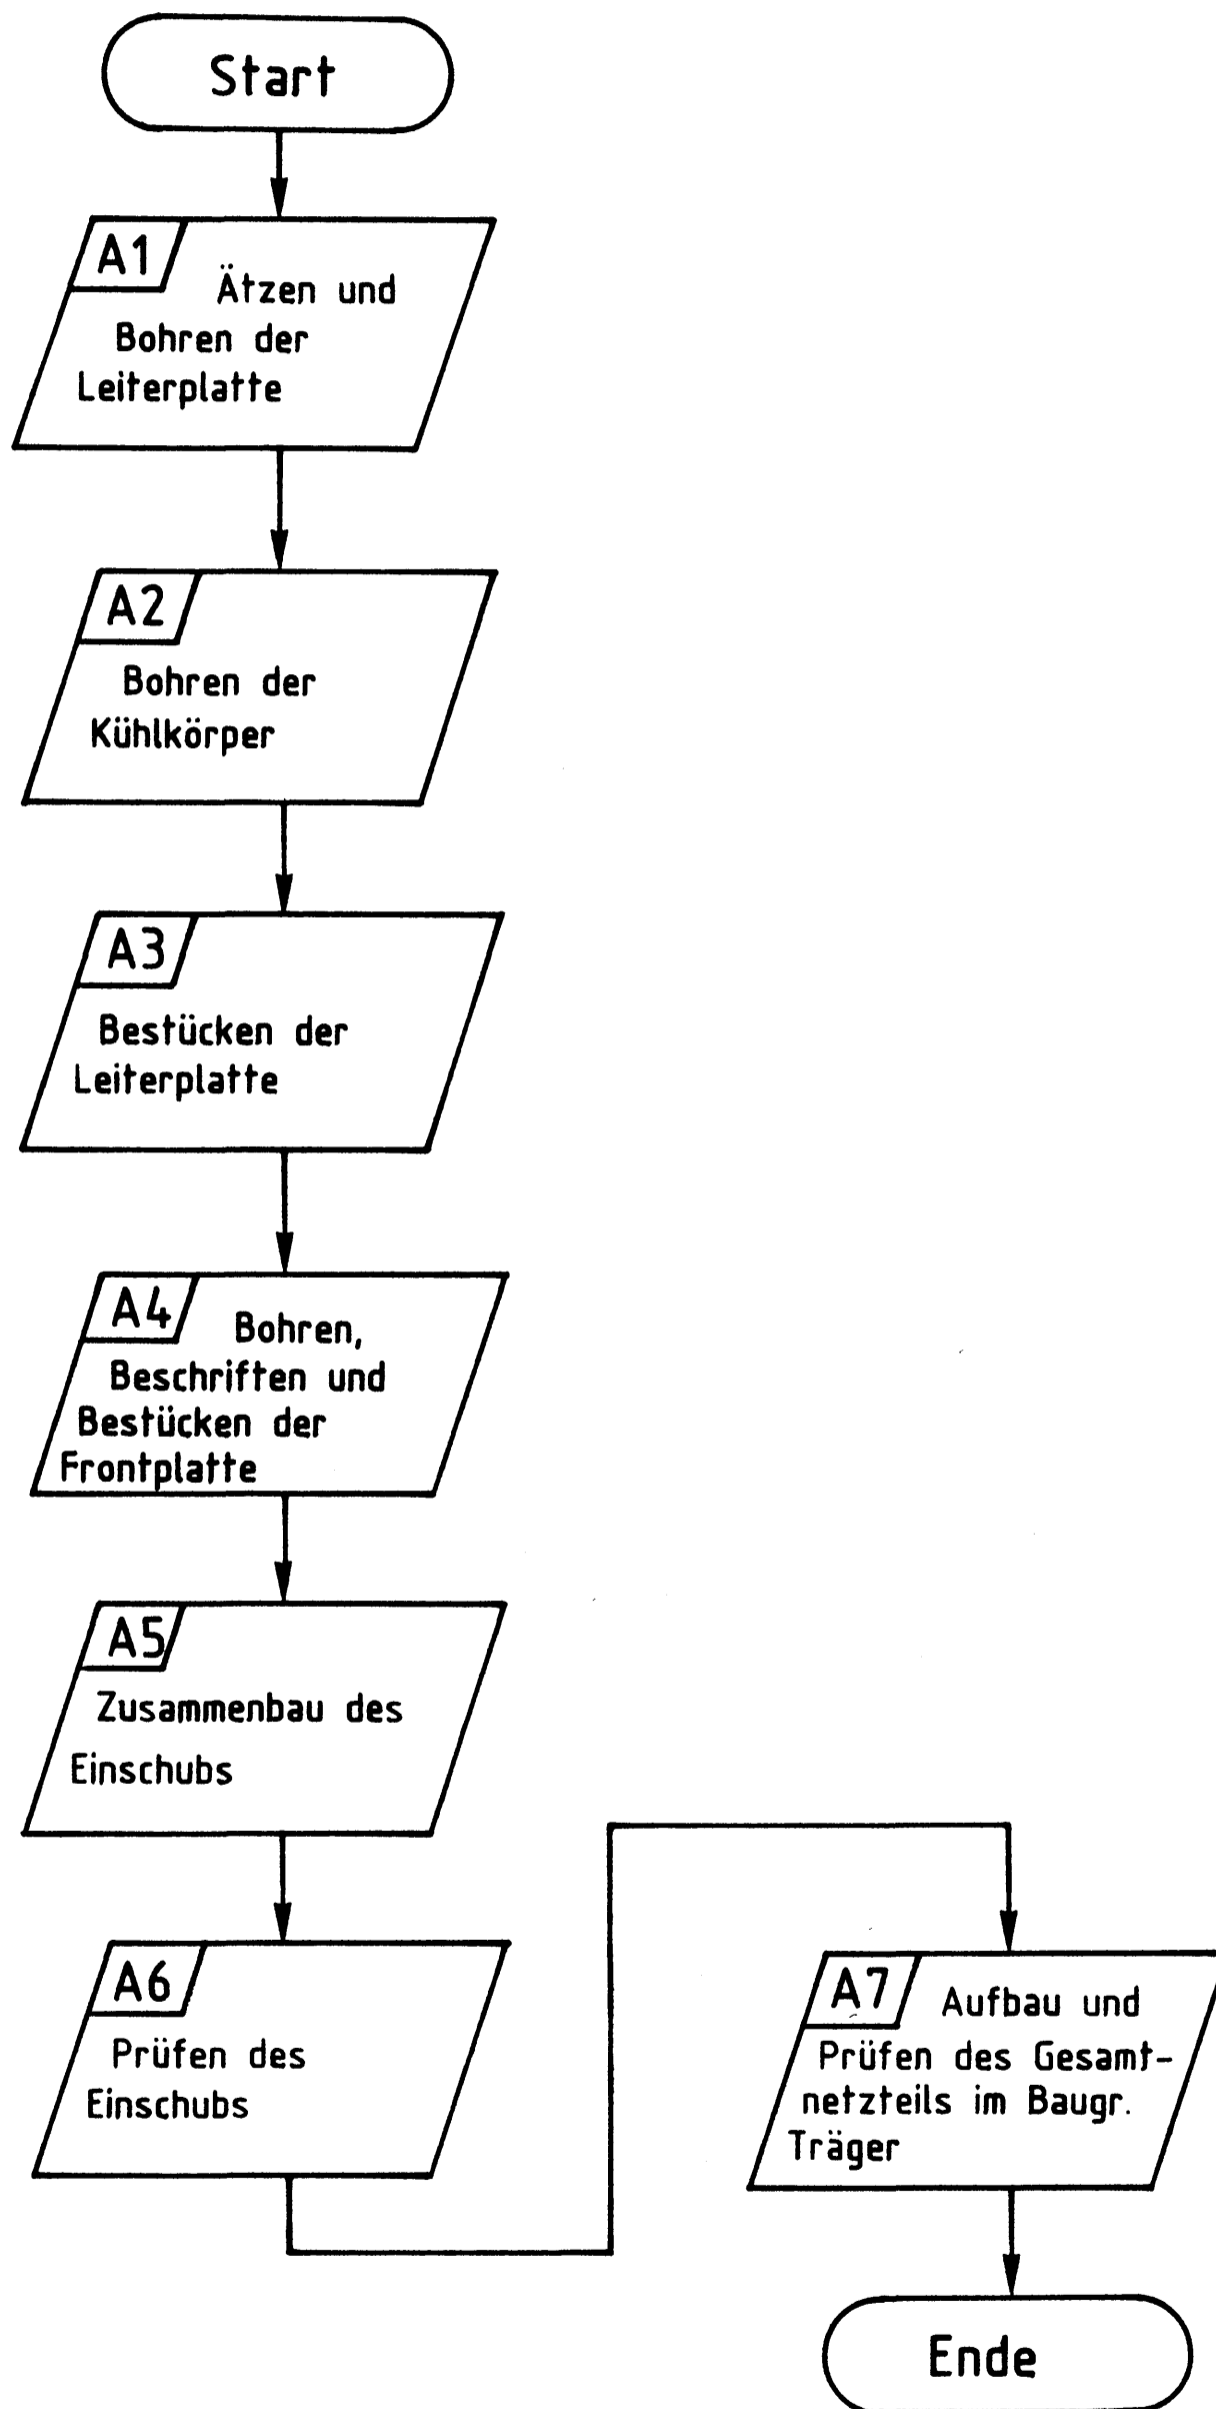 Start
A1
Ätzen und
Bohren der
Leiterplatte
A2
Bohren der
Kühlkörper
A3
Bestücken der
Leiterplatte
A4
Bohren,
Beschriften und
Bestücken der
Frontplatte
A5
Zusammenbau des
Einschubs
A6
Prüfen des
Einschubs
A7
Aufbau und
Prüfen des Gesamt-
netzteils im Baugr.
Träger
Ende